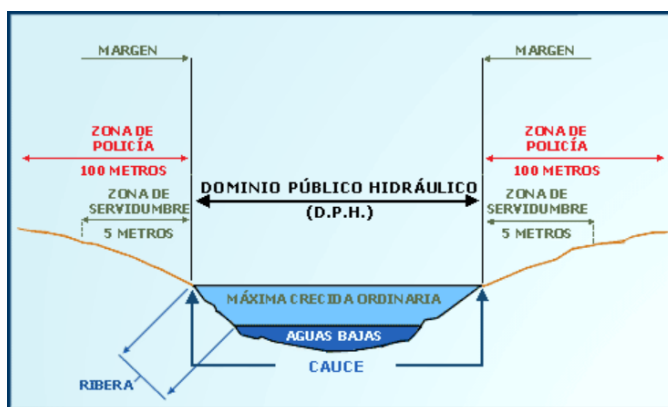 MARGEN
MARGEN
ZONA DE
POLICÍA
100 METROS
ZONA DE
POLICÍA
100 METROS
DOMINIO PÚBLICO HIDRÁULICO
(D.P.H.)
ZONA DE
SERVIDUMBRE
5 METROS
ZONA DE
SERVIDUMBRE
5 METROS
MÁXIMA CRECIDA ORDINARIA
AGUAS BAJAS
CAUCE
RIBERA